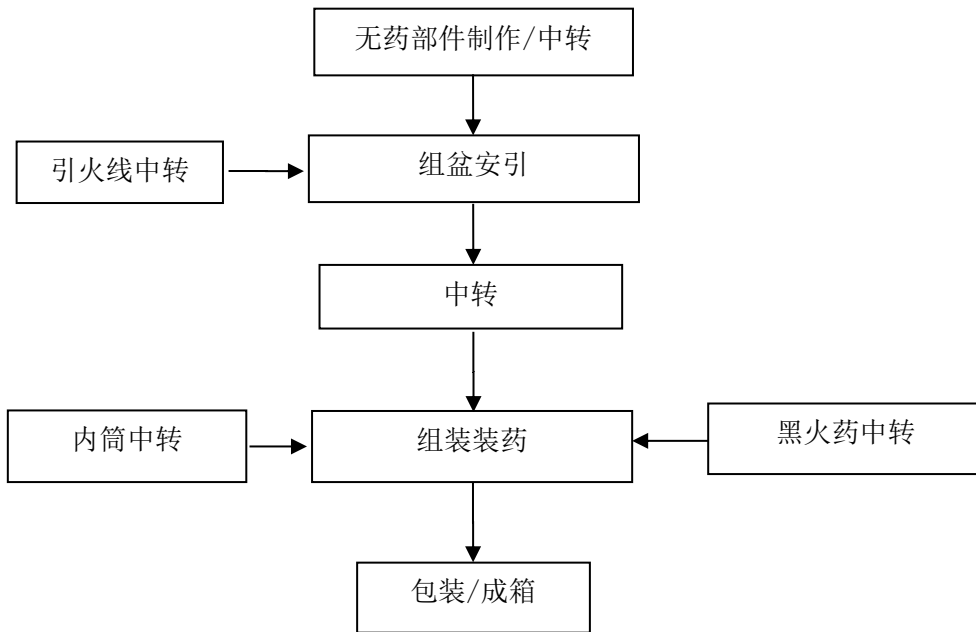 无药部件制作/中转
引火线中转
组盆安引
中转
内筒中转
组装装药
黑火药中转
包装/成箱